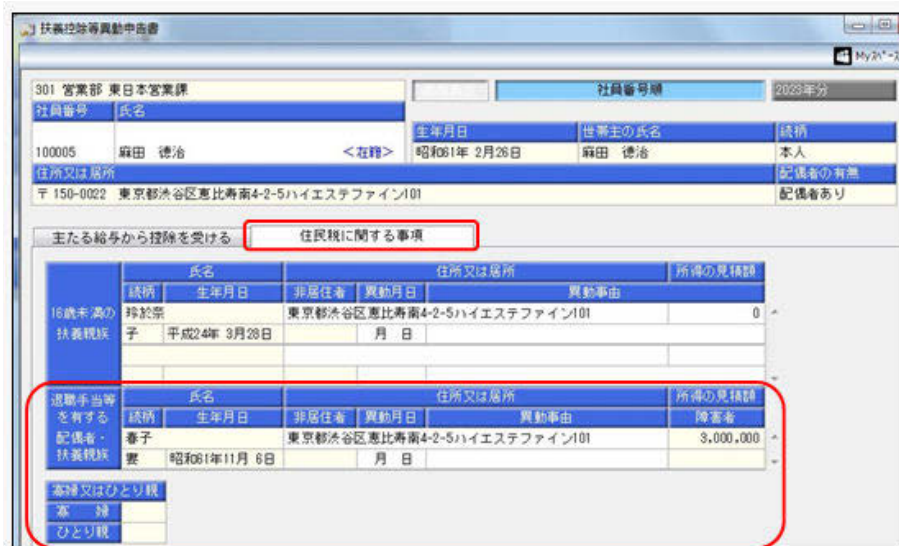 扶養控除等異動申告書
Myスペース
301 営業部 東日本営業課
社員番号順
2023年分
社員番号 氏名
生年月日 世帯主の氏名 続柄
100005 麻田 徳治 <在籍> 昭和61年 2月26日 麻田 徳治 本人
住所又は居所 配偶者の有無
〒150-0022 東京都渋谷区恵比寿南4-2-5ハイエステファイン101 配偶者あり
主たる給与から控除を受ける 住民税に関する事項
氏名 住所又は居所 所得の見積額
続柄 生年月日 非居住者 異動月日 異動事由
16歳未満の扶養親族
玲於奈 東京都渋谷区恵比寿南4-2-5ハイエステファイン101 0
子 平成24年 3月28日 月 日
退職手当等を有する配偶者・扶養親族
氏名 住所又は居所 所得の見積額
続柄 生年月日 非居住者 異動月日 異動事由 障害者
春子 東京都渋谷区恵比寿南4-2-5ハイエステファイン101 3,000,000
妻 昭和61年11月 6日 月 日
寡婦又はひとり親
寡 婦
ひとり親